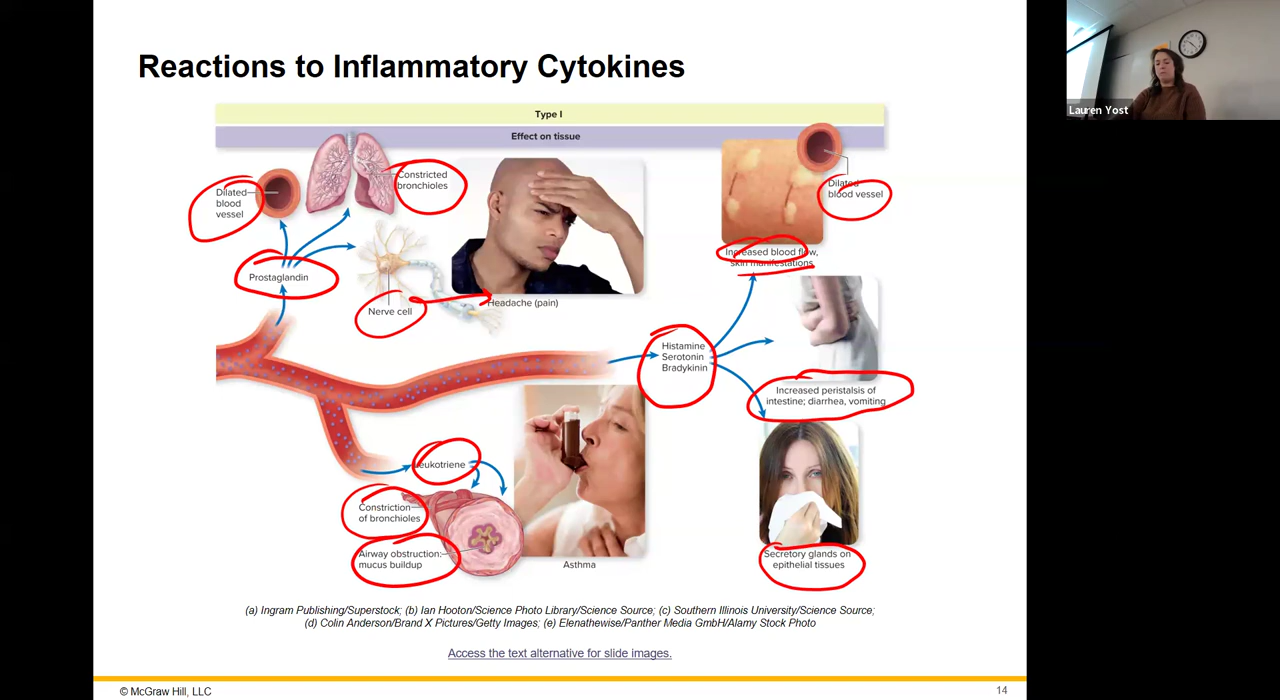 Reactions to Inflammatory Cytokines
Lauren Yost
Type I
Effect on tissue
Dilated
blood
vessel
Constricted
bronchioles
Prostaglandin
Nerve cell
Headache (pain)
Dilated
blood vessel
Increased blood flow,
skin manifestations
Histamine
Serotonin
Bradykinin
Increased peristalsis of
intestine; diarrhea, vomiting
Leukotriene
Constriction
of bronchioles
Airway obstruction:
mucus buildup
Asthma
Secretory glands on
epithelial tissues
(a) Ingram Publishing/Superstock; (b) Ian Hooton/Science Photo Library/Science Source; (c) Southern Illinois University/Science Source;
(d) Colin Anderson/Brand X Pictures/Getty Images; (e) Elenathewise/Panther Media GmbH/Alamy Stock Photo
Access the text alternative for slide images.
© McGraw Hill, LLC
14